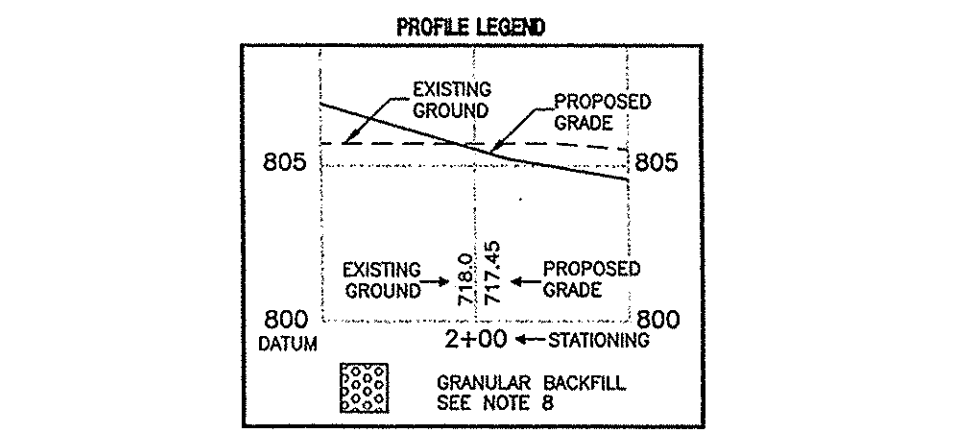 PROFILE LEGEND
EXISTING
GROUND
PROPOSED
GRADE
805
805
EXISTING
GROUND
718.0
717.45
PROPOSED
GRADE
800
800
DATUM
2+00
STATIONING
GRANULAR BACKFILL
SEE NOTE 8